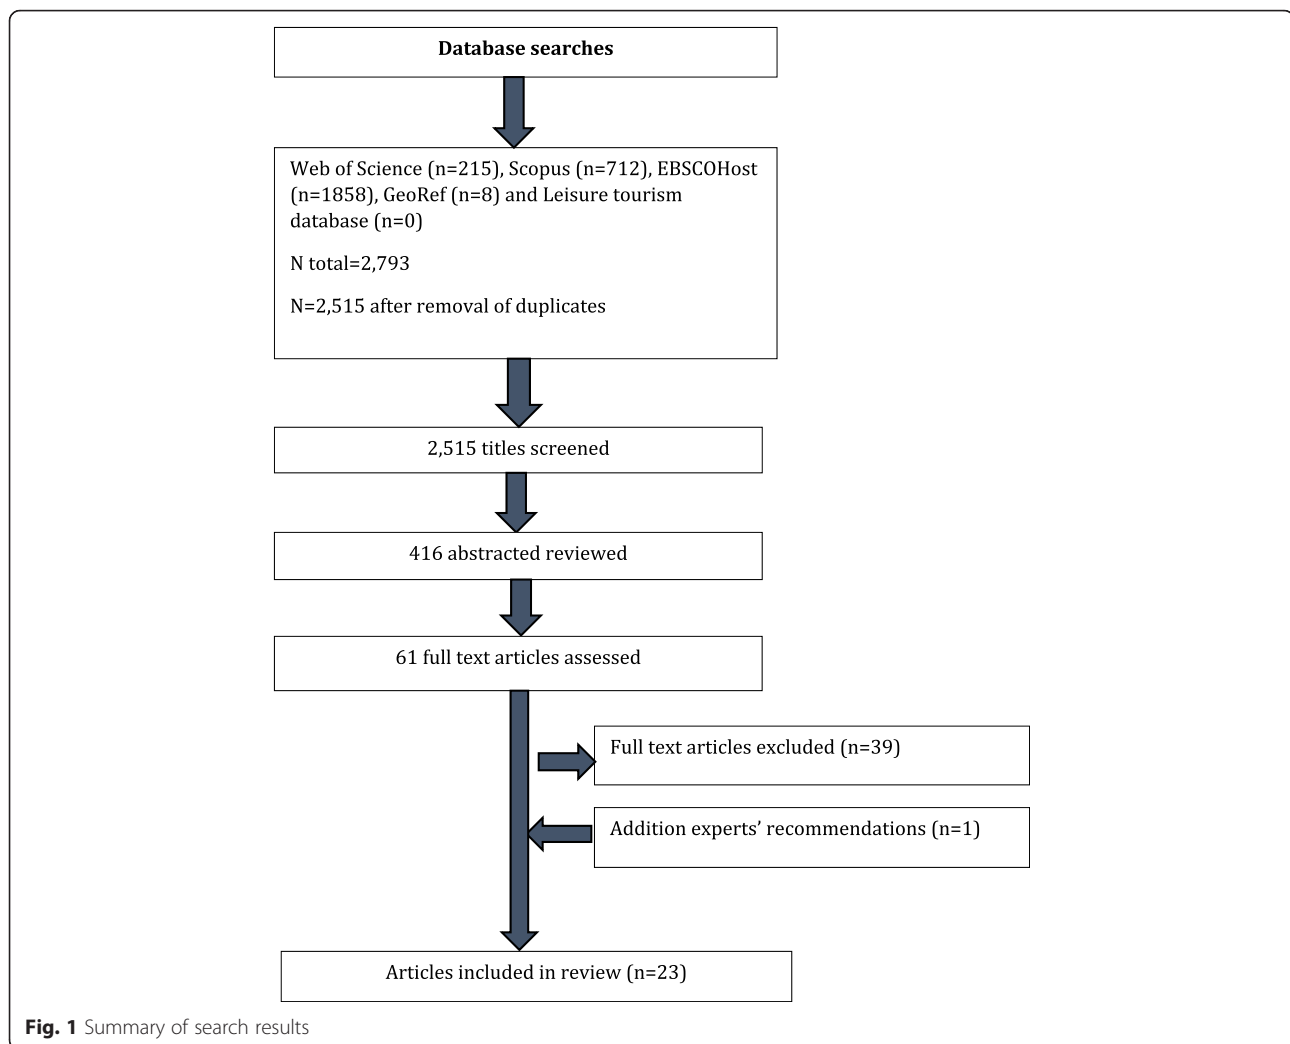 Database searches
Web of Science (n=215), Scopus (n=712), EBSCOHost
(n=1858), GeoRef (n=8) and Leisure tourism
database (n=0)
N total=2,793
N=2,515 after removal of duplicates
2,515 titles screened
416 abstracted reviewed
61 full text articles assessed
Full text articles excluded (n=39)
Addition experts’ recommendations (n=1)
Articles included in review (n=23)
Fig. 1 Summary of search results